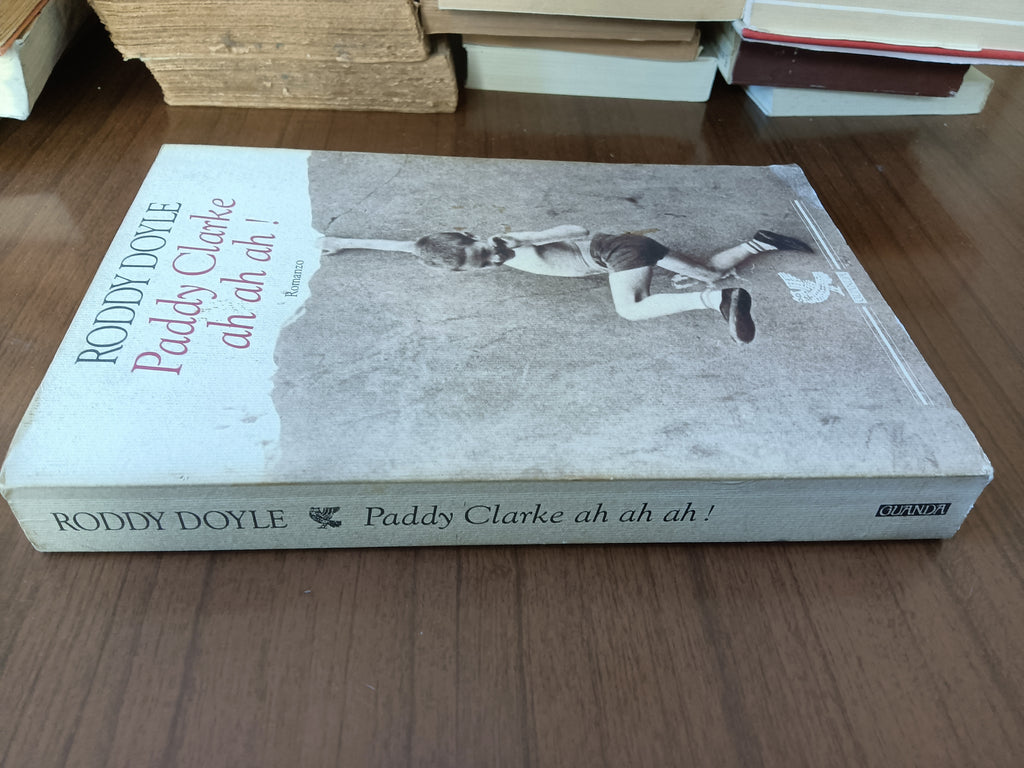 RODDY DOYLE
Paddy Clarke
ah ah ah !
Romanzo
RODDY DOYLE Paddy Clarke ah ah ah ! GUANDA